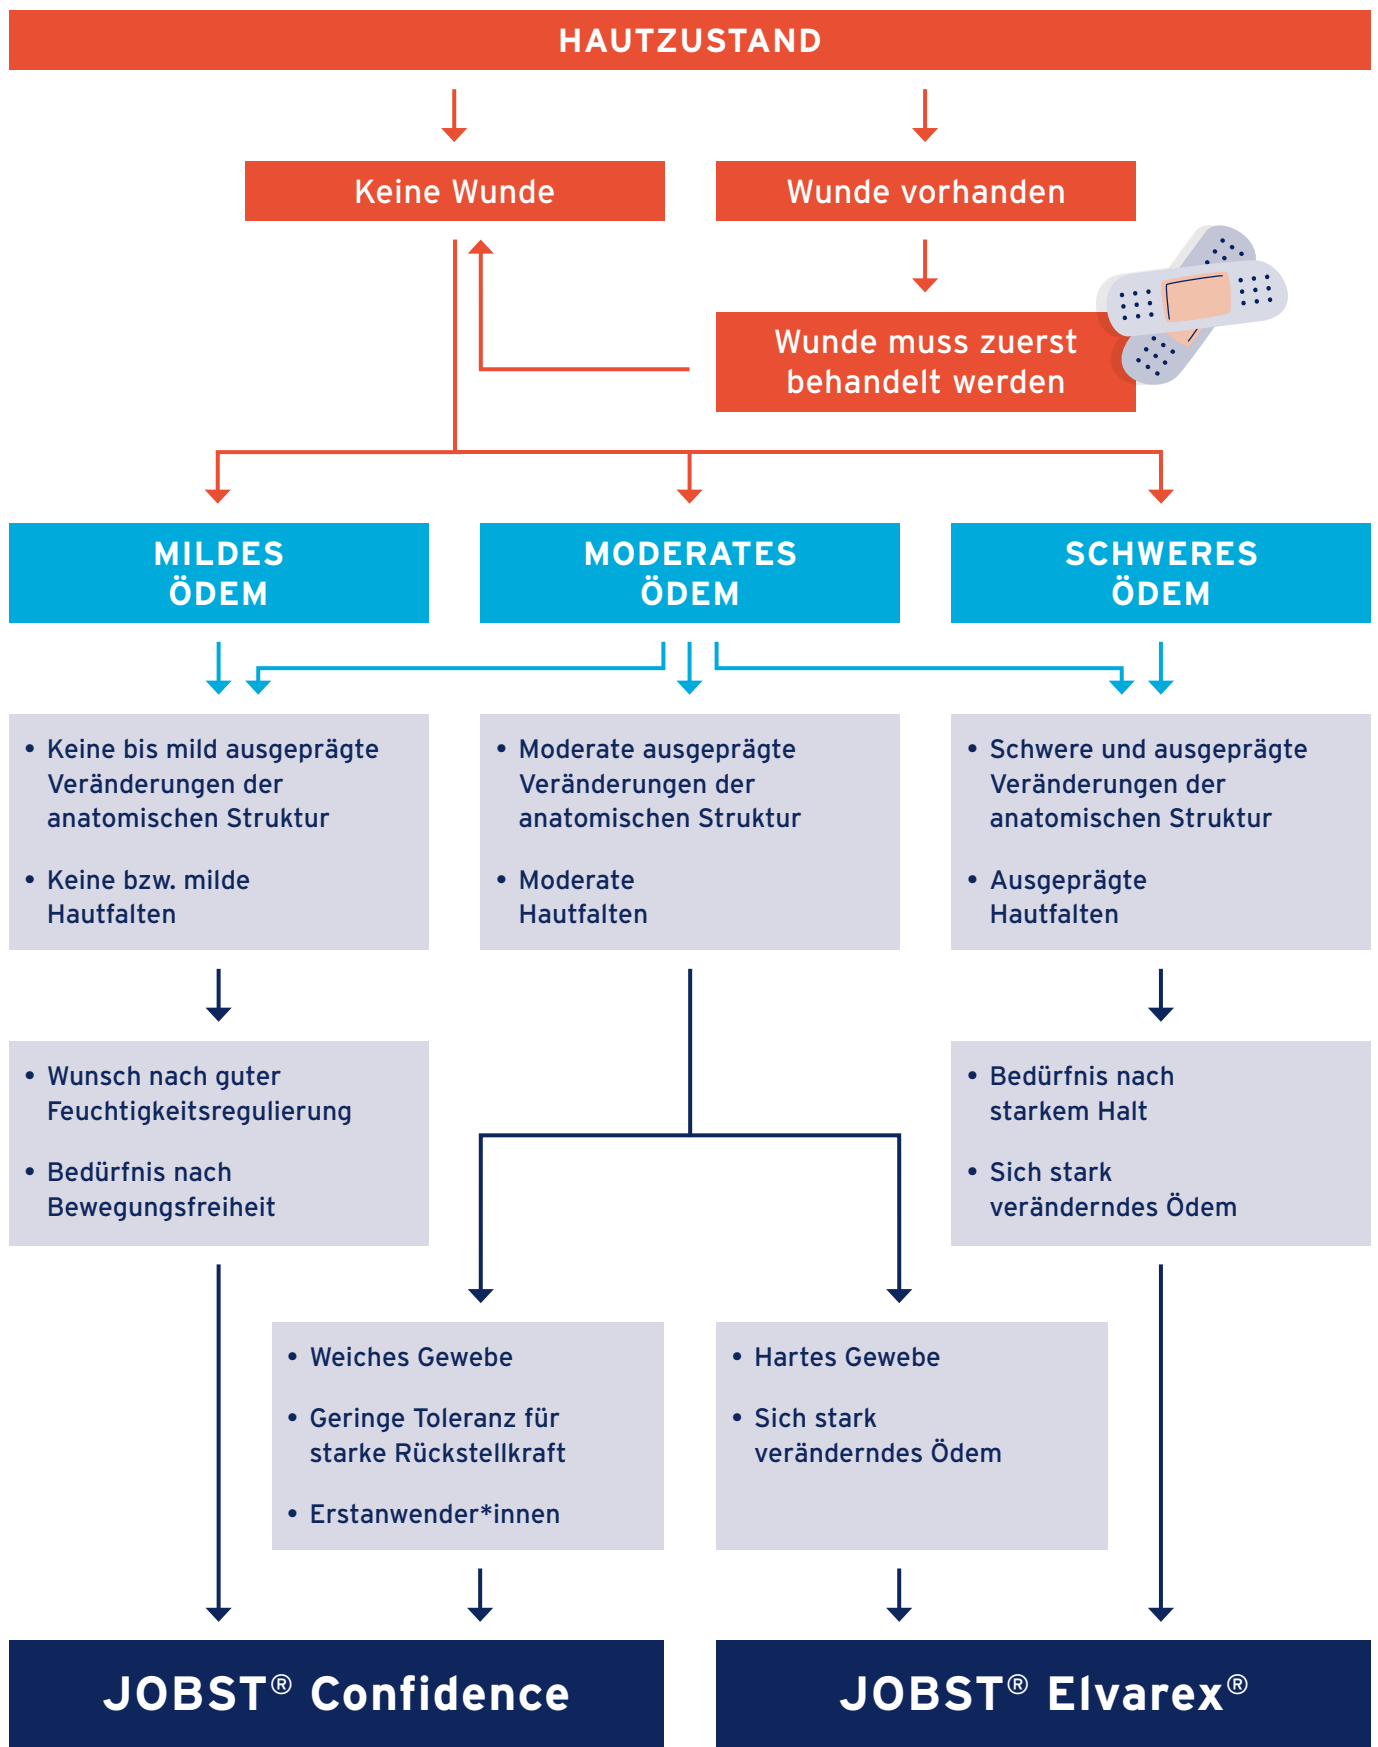 HAUTZUSTAND
Keine Wunde
Wunde vorhanden
Wunde muss zuerst
behandelt werden
MILDES
ÖDEM
MODERATES
ÖDEM
SCHWERES
ÖDEM
• Keine bis mild ausgeprägte
Veränderungen der
anatomischen Struktur
• Keine bzw. milde
Hautfalten
• Moderate ausgeprägte
Veränderungen der
anatomischen Struktur
• Moderate
Hautfalten
• Schwere und ausgeprägte
Veränderungen der
anatomischen Struktur
• Ausgeprägte
Hautfalten
• Wunsch nach guter
Feuchtigkeitsregulierung
• Bedürfnis nach
Bewegungsfreiheit
• Bedürfnis nach
starkem Halt
• Sich stark
veränderndes Ödem
• Weiches Gewebe
• Geringe Toleranz für
starke Rückstellkraft
• Erstanwender*innen
• Hartes Gewebe
• Sich stark
veränderndes Ödem
JOBST® Confidence
JOBST® Elvarex®